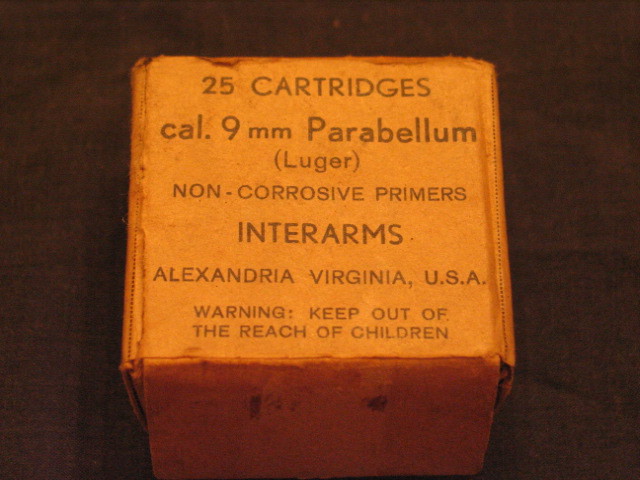 25 CARTRIDGES
cal. 9 mm Parabellum
(Luger)
NON-CORROSIVE PRIMERS
INTERARMS
ALEXANDRIA VIRGINIA, U.S.A.
WARNING: KEEP OUT OF
THE REACH OF CHILDREN